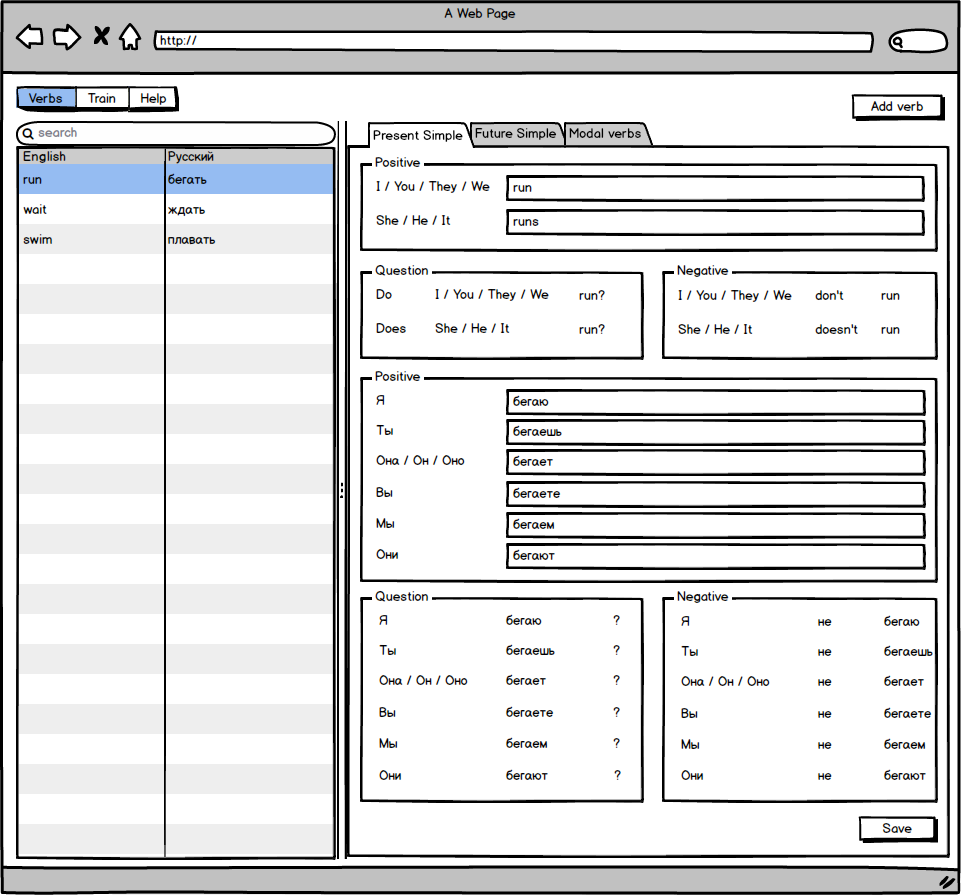 A Web Page
http://
Verbs Train Help
Add verb
search
English Русский
run бегать
wait ждать
swim плавать
Present Simple Future Simple Modal verbs
Positive
I / You / They / We run
She / He / It runs
Question
Do I / You / They / We run?
Does She / He / It run?
Negative
I / You / They / We don't run
She / He / It doesn't run
Positive
Я бегаю
Ты бегаешь
Она / Он / Оно бегает
Вы бегаете
Мы бегаем
Они бегают
Question
Я бегаю ?
Ты бегаешь ?
Она / Он / Оно бегает ?
Вы бегаете ?
Мы бегаем ?
Они бегают ?
Negative
Я не бегаю
Ты не бегаешь
Она / Он / Оно не бегает
Вы не бегаете
Мы не бегаем
Они не бегают
Save